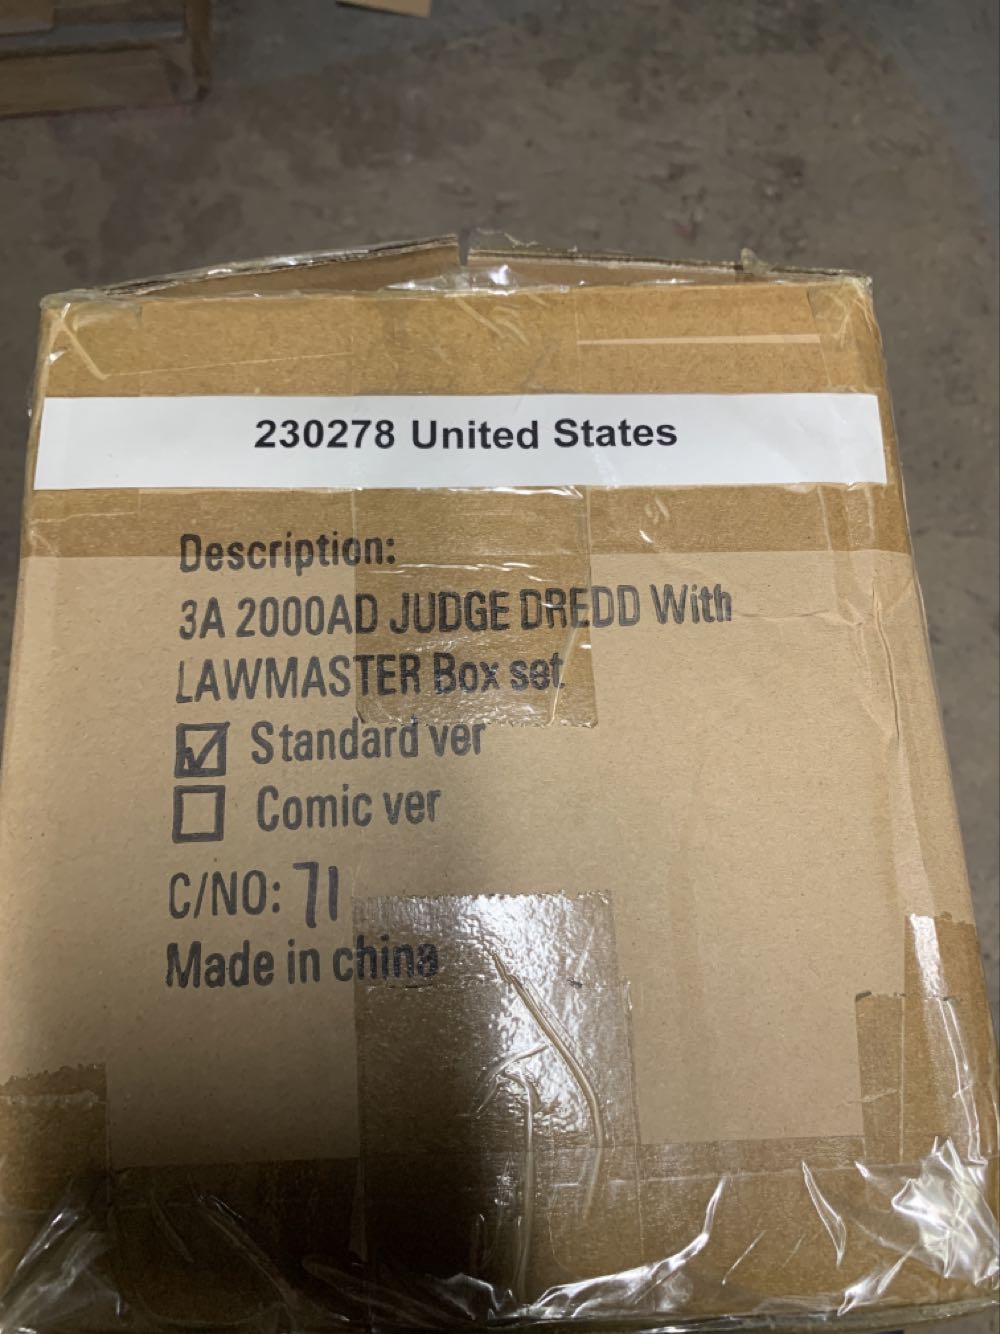 230278 United States
Description:
3A 2000AD JUDGE DREDD With
LAWMASTER Box set
Standard ver
Comic ver
C/NO: 71
Made in china